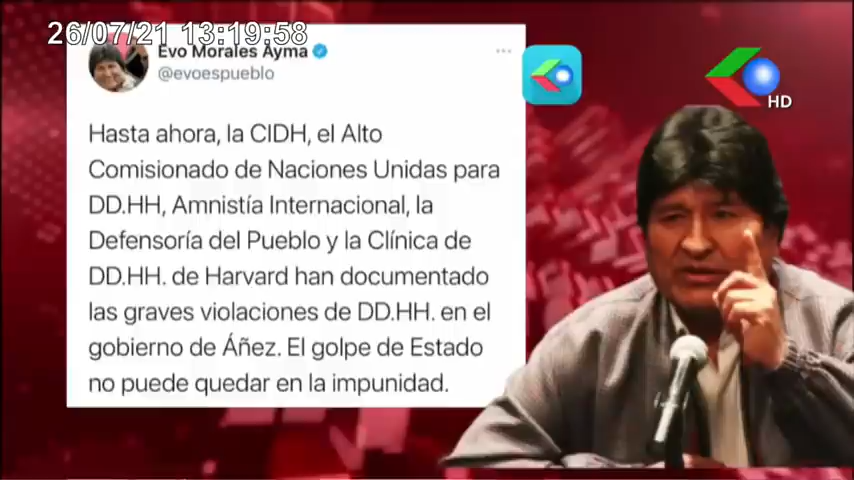 26/07/21 13:19:58
Evo Morales Ayma
@evoespueblo
HD
Hasta ahora, la CIDH, el Alto
Comisionado de Naciones Unidas para
DD.HH, Amnistía Internacional, la
Defensoría del Pueblo y la Clínica de
DD.HH. de Harvard han documentado
las graves violaciones de DD.HH. en el
gobierno de Áñez. El golpe de Estado
no puede quedar en la impunidad.